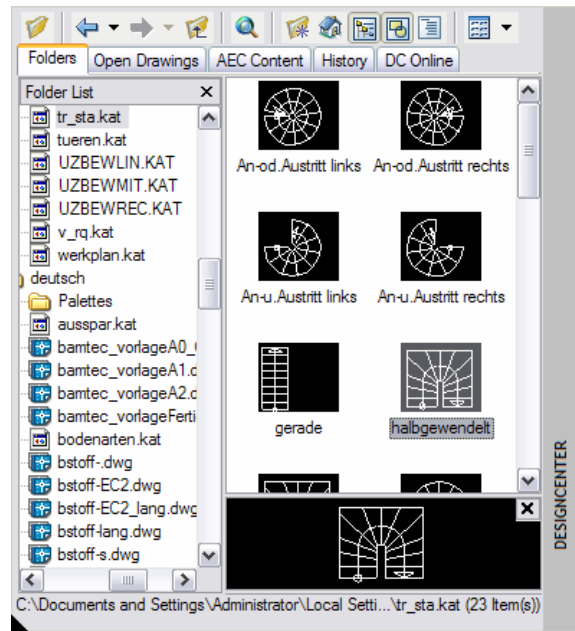 Folders Open Drawings AEC Content History DC Online
Folder List
tr_sta.kat
tueren.kat
UZBEWLIN.KAT
UZBEWMIT.KAT
UZBEWREC.KAT
v_rq.kat
werkplan.kat
deutsch
Palettes
ausspar.kat
bamtec_vorlageA0_(
bamtec_vorlageA1.d
bamtec_vorlageA2.d
bamtec_vorlageFerti
bodenarten.kat
bstoff-.dwg
bstoff-EC2.dwg
bstoff-EC2_lang.dwg
bstoff-lang.dwg
bstoff-s.dwg
An-od.Austritt links An-od.Austritt rechts
An-u.Austritt links An-u.Austritt rechts
gerade halbgewendelt
DESIGNCENTER
C:\Documents and Settings\Administrator\Local Setti...\tr_sta.kat (23 Item(s))